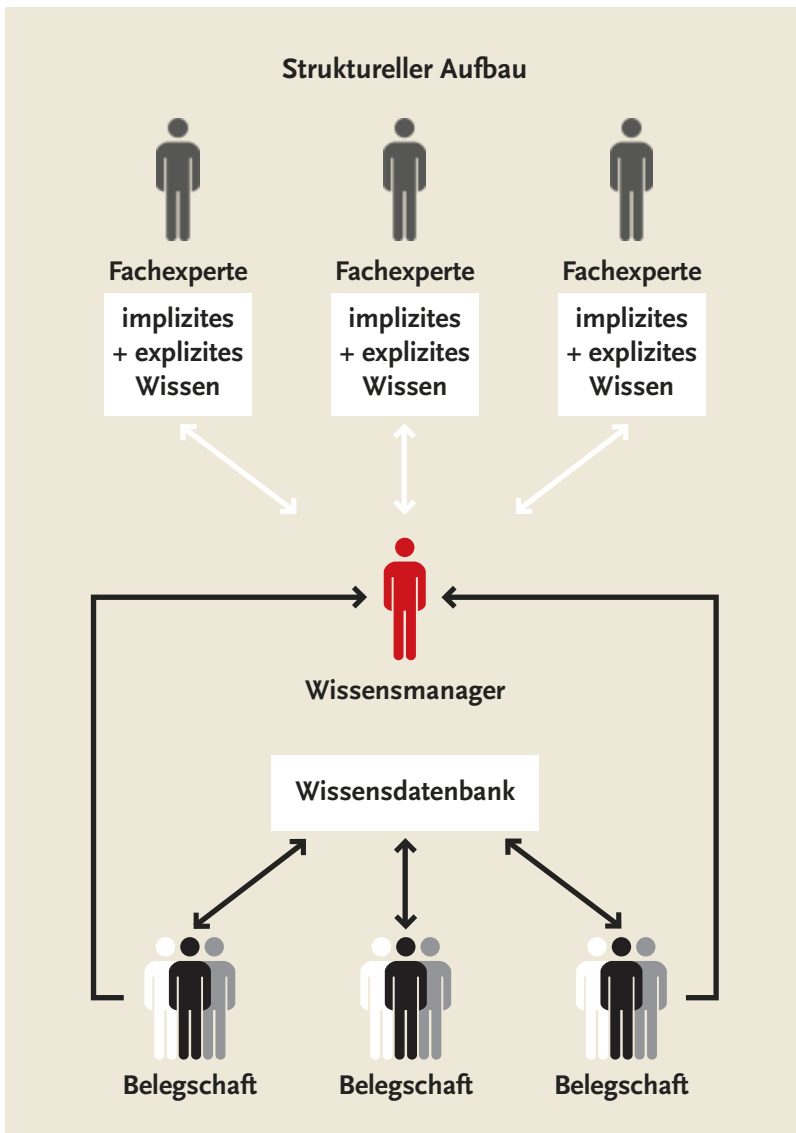 Struktureller Aufbau
Fachexperte Fachexperte Fachexperte
implizites implizites implizites
+ explizites + explizites + explizites
Wissen Wissen Wissen
Wissensmanager
Wissensdatenbank
Belegschaft Belegschaft Belegschaft